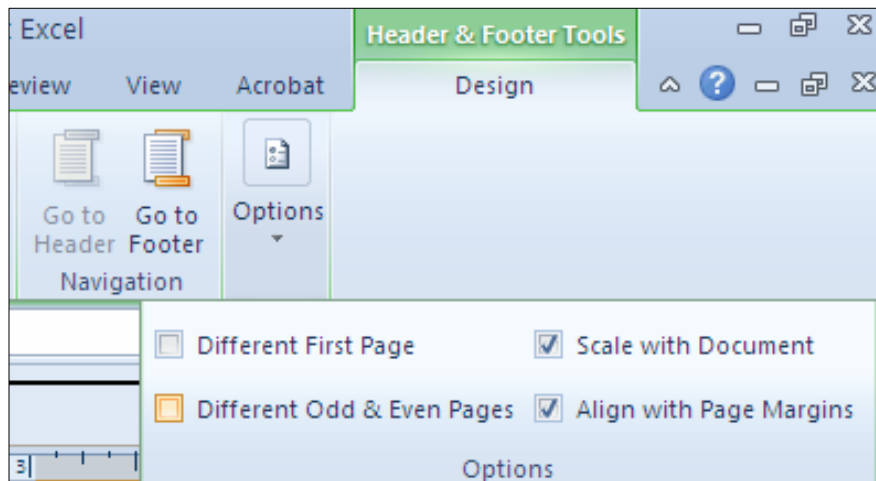 : Excel
Header & Footer Tools
eview View Acrobat Design
Go to Header
Go to Footer
Options
Navigation
Different First Page
Scale with Document
Different Odd & Even Pages
Align with Page Margins
3
Options